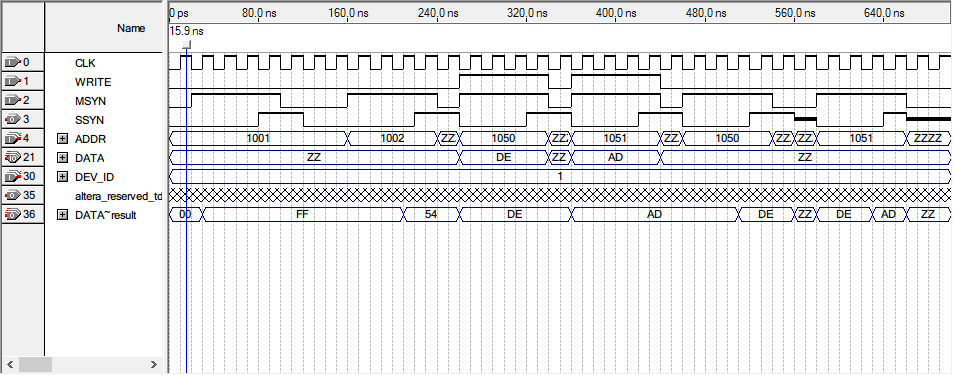 Name
0 ps 80.0 ns 160.0 ns 240.0 ns 320.0 ns 400.0 ns 480.0 ns 560.0 ns 640.0 ns
15.9 ns
0 CLK
1 WRITE
2 MSYN
3 SSYN
4 ADDR 1001 1002 ZZ 1050 ZZ 1051 ZZ 1050 ZZ ZZ 1051 ZZZZ
21 DATA ZZ DE ZZ AD ZZ
30 DEV_ID 1
35 altera_reserved_td
36 DATA~result 00 FF 54 DE AD DE ZZ DE AD ZZ